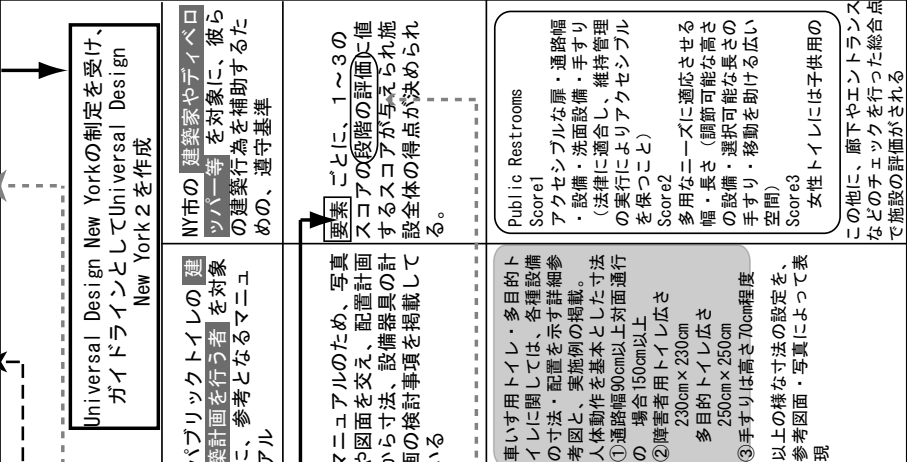 Universal Design New Yorkの制定を受け、
ガイドラインとしてUniversal Design
New York２を作成
NY市の 建築家やディベロ
ッパー等 を対象に、彼ら
の建築行為を補助するた
めの、遵守基準
要素 ごとに、１～３の
スコアの段階の評価に値
するスコアが与えられ施
設全体の得点が決められ
る。
Public Restrooms
Score1
アクセシブルな扉・通路幅
・設備・洗面設備・手すり
（法律に適合し、維持管理
の実行によりアクセシブル
を保つこと）
Score2
多用なニーズに適応させる
幅・長さ（調節可能な高さ
の設備・選択可能な長さの
手すり・移動を助ける広い
空間）
Score3
女性トイレには子供用の
この他に、廊下やエントランス
などのチェックを行った総合点
で施設の評価がされる
パブリックトイレの 建
築計画を行う者 を対象
に、参考となるマニュ
アル
マニュアルのため、写真
や図面を交え、配置計画
から寸法、設備器具の計
画の検討事項を掲載して
いる
車いす用トイレ・多目的ト
イレに関しては、各種設備
の寸法・配置を示す詳細参
考図と、実施例の掲載。
人体動作を基本とした寸法
①通路幅90cm以上対面通行
の 場合150cm以上
②障害者用トイレ広さ
230cm×230cm
多目的トイレ広さ
250cm×250cm
③手すりは高さ70cm程度
以上の様な寸法の設定を、
参考図面・写真によって表
現